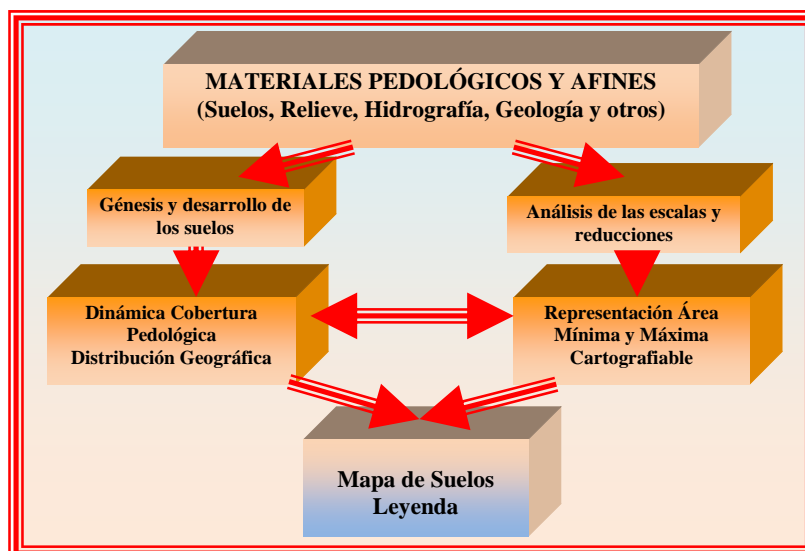 MATERIALES PEDOLÓGICOS Y AFINES
(Suelos, Relieve, Hidrografía, Geología y otros)
Génesis y desarrollo de
los suelos
Análisis de las escalas y
reducciones
Dinámica Cobertura
Pedológica
Distribución Geográfica
Representación Área
Mínima y Máxima
Cartografiable
Mapa de Suelos
Leyenda